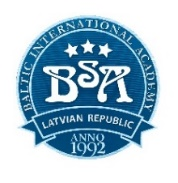 BALTIC INTERNATIONAL ACADEMY
BSA
LATVIAN REPUBLIC
ANNO
1992